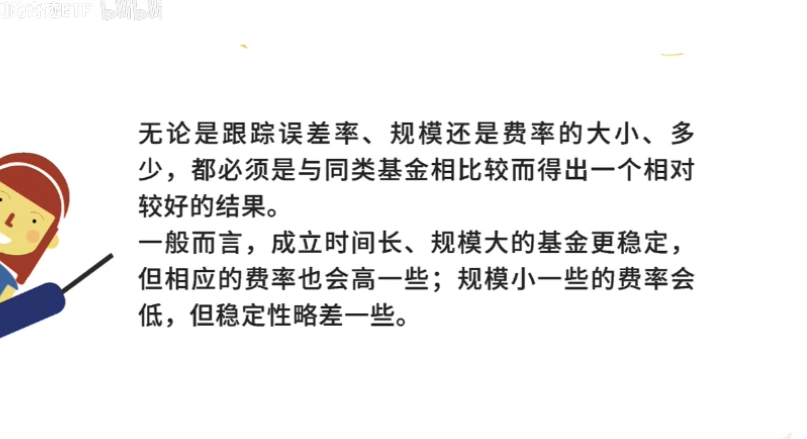 ETF bilibili
无论是跟踪误差率、规模还是费率的大小、多
少，都必须是与同类基金相比较而得出一个相对
较好的结果。
一般而言，成立时间长、规模大的基金更稳定，
但相应的费率也会高一些；规模小一些的费率会
低，但稳定性略差一些。